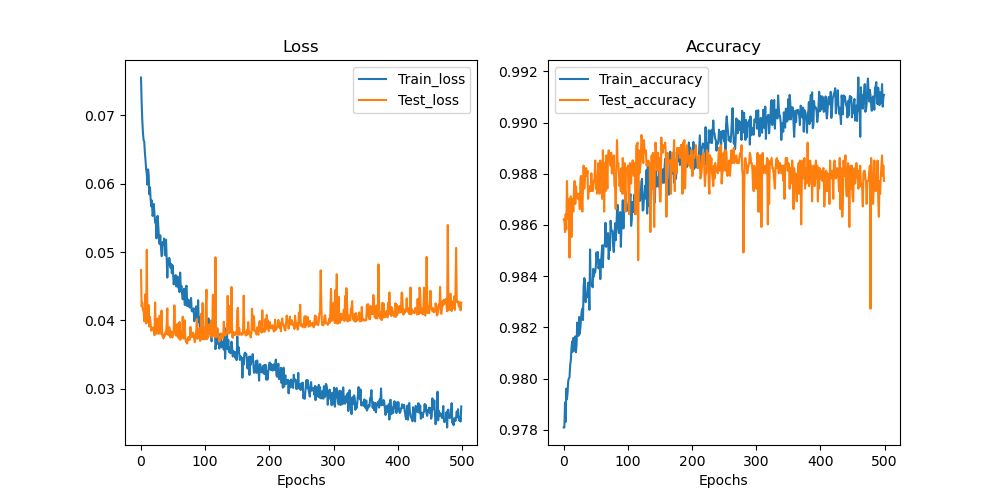 Loss
Train_loss
Test_loss
0.07
0.06
0.05
0.04
0.03
0 100 200 300 400 500
Epochs
Accuracy
Train_accuracy
Test_accuracy
0.992
0.990
0.988
0.986
0.984
0.982
0.980
0.978
0 100 200 300 400 500
Epochs